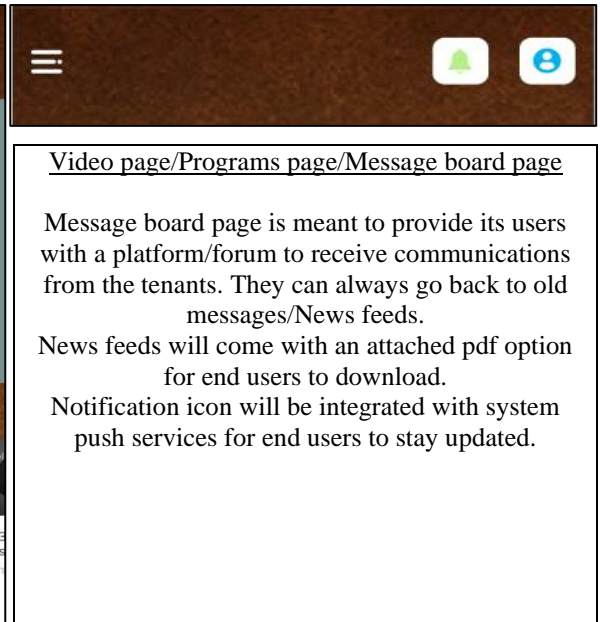 Video page/Programs page/Message board page
Message board page is meant to provide its users
with a platform/forum to receive communications
from the tenants. They can always go back to old
messages/News feeds.
News feeds will come with an attached pdf option
for end users to download.
Notification icon will be integrated with system
push services for end users to stay updated.